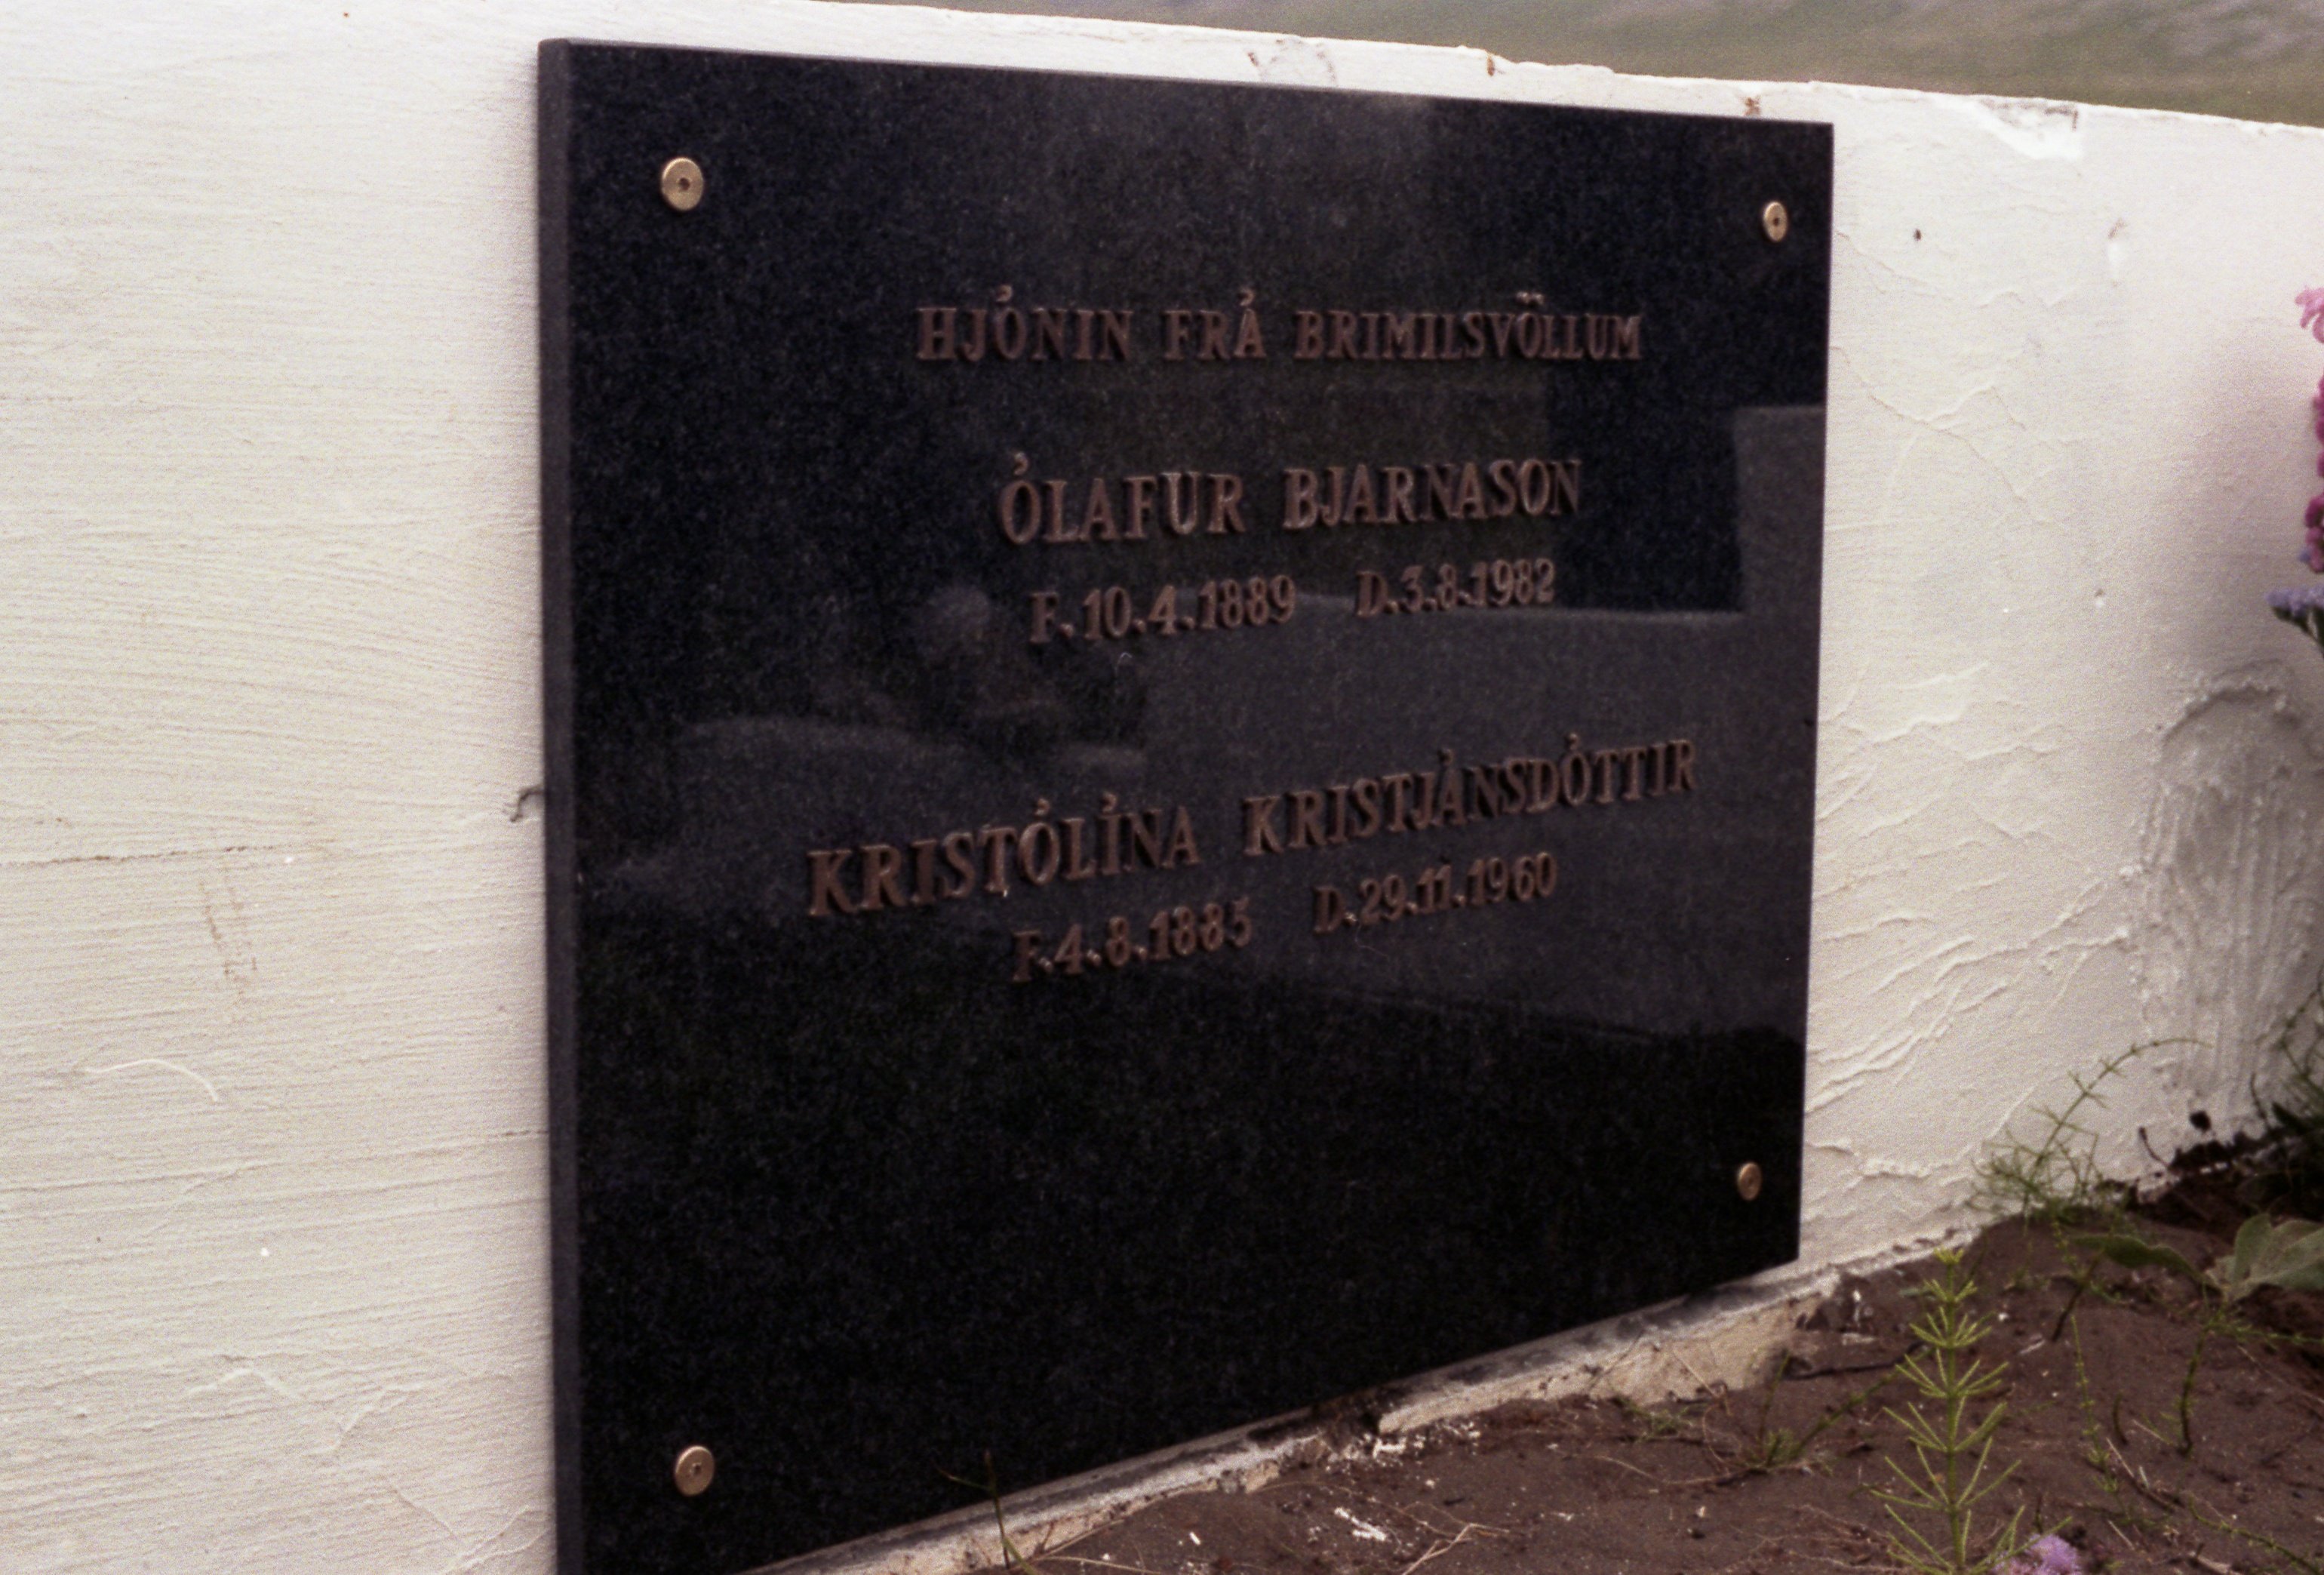 HJÓNIN FRÁ BRIMILSVÖLLUM
ÓLAFUR BJARNASON
F.10.4.1889 D.3.8.1982
KRISTÓLÍNA KRISTJÁNSDÓTTIR
F.4.8.1885 D.29.11.1960